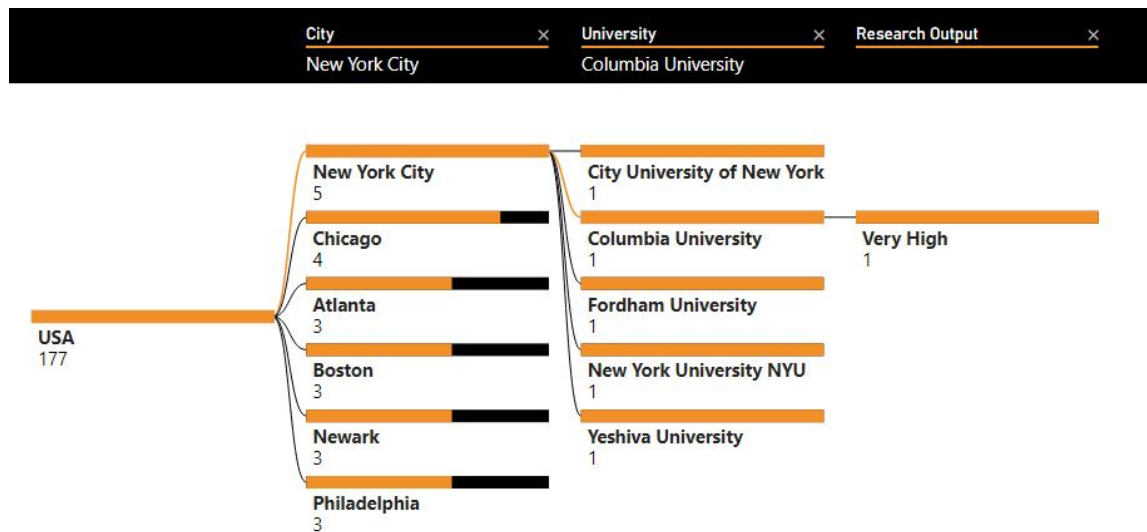 City × University × Research Output ×
New York City Columbia University
New York City
5
Chicago
4
Atlanta
3
Boston
3
Newark
3
Philadelphia
3
USA
177
City University of New York
1
Columbia University
1
Fordham University
1
New York University NYU
1
Yeshiva University
1
Very High
1